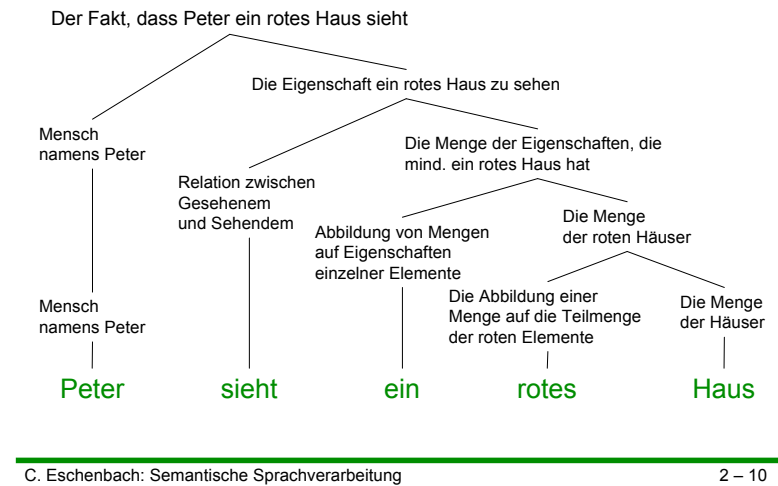 Der Fakt, dass Peter ein rotes Haus sieht
Die Eigenschaft ein rotes Haus zu sehen
Mensch
namens Peter
Die Menge der Eigenschaften, die
mind. ein rotes Haus hat
Relation zwischen
Gesehenem
und Sehendem
Abbildung von Mengen
auf Eigenschaften
einzelner Elemente
Die Menge
der roten Häuser
Mensch
namens Peter
Die Abbildung einer
Menge auf die Teilmenge
der roten Elemente
Die Menge
der Häuser
Peter sieht ein rotes Haus
C. Eschenbach: Semantische Sprachverarbeitung 2 – 10